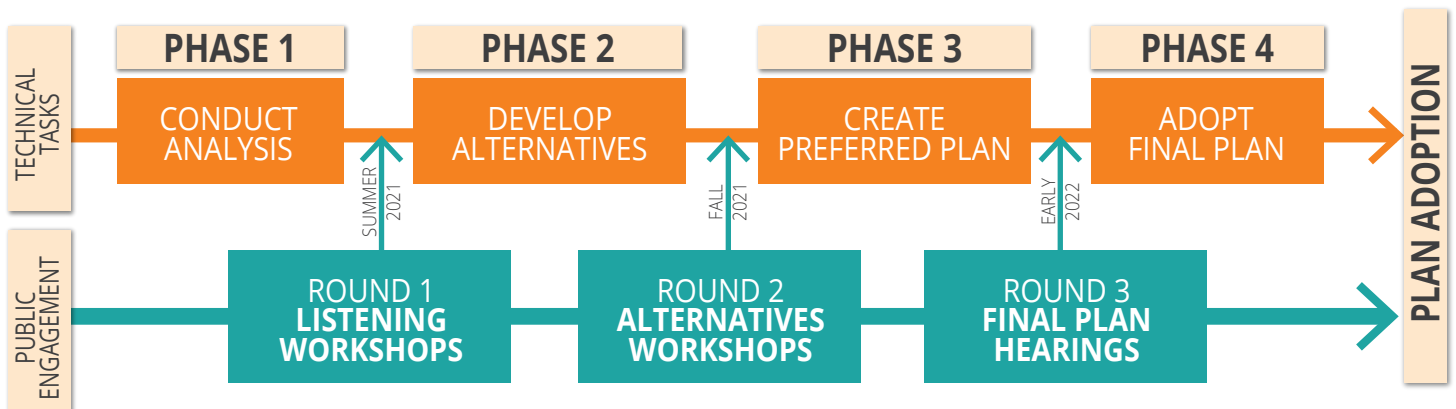 TECHNICAL
TASKS
PHASE 1
PHASE 2
PHASE 3
PHASE 4
CONDUCT
ANALYSIS
DEVELOP
ALTERNATIVES
CREATE
PREFERRED PLAN
ADOPT
FINAL PLAN
SUMMER
2021
FALL
2021
EARLY
2022
PUBLIC
ENGAGEMENT
ROUND 1
LISTENING
WORKSHOPS
ROUND 2
ALTERNATIVES
WORKSHOPS
ROUND 3
FINAL PLAN
HEARINGS
PLAN ADOPTION